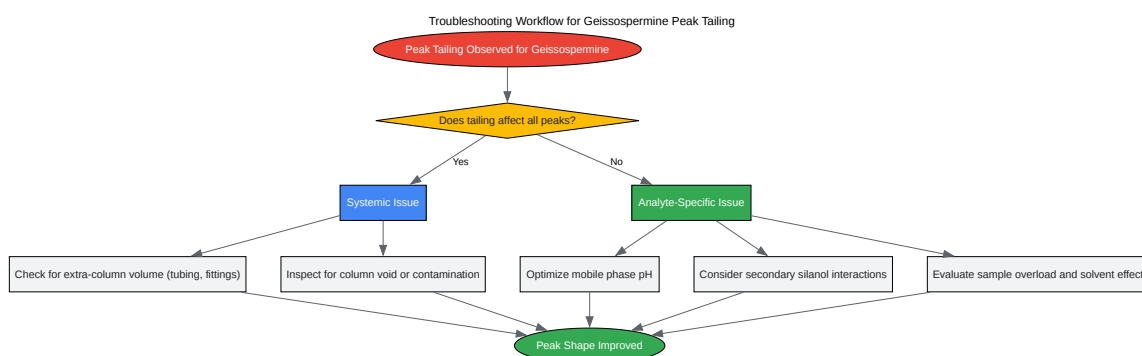 Troubleshooting Workflow for Geissospermine Peak Tailing
Peak Tailing Observed for Geissospermine
Does tailing affect all peaks?
Yes
No
Systemic Issue
Analyte-Specific Issue
Check for extra-column volume (tubing, fittings)
Inspect for column void or contamination
Optimize mobile phase pH
Consider secondary silanol interactions
Evaluate sample overload and solvent effect
Peak Shape Improved